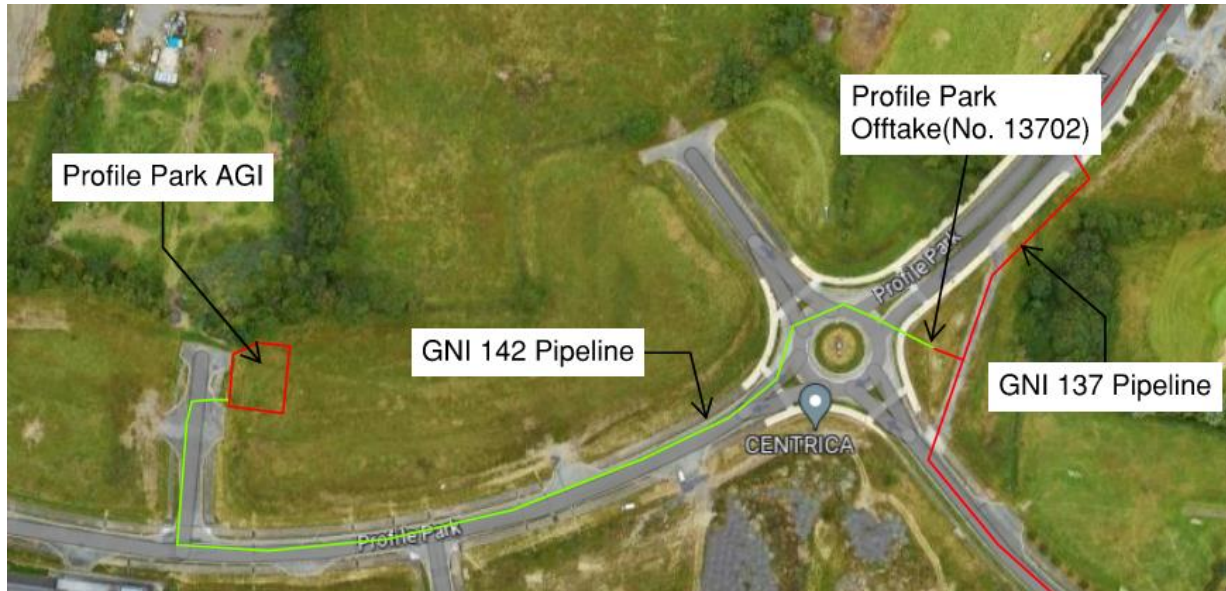 Profile Park
Offtake(No. 13702)
Profile Park AGI
Profile Park
GNI 142 Pipeline
GNI 137 Pipeline
CENTRICA
Profile Park